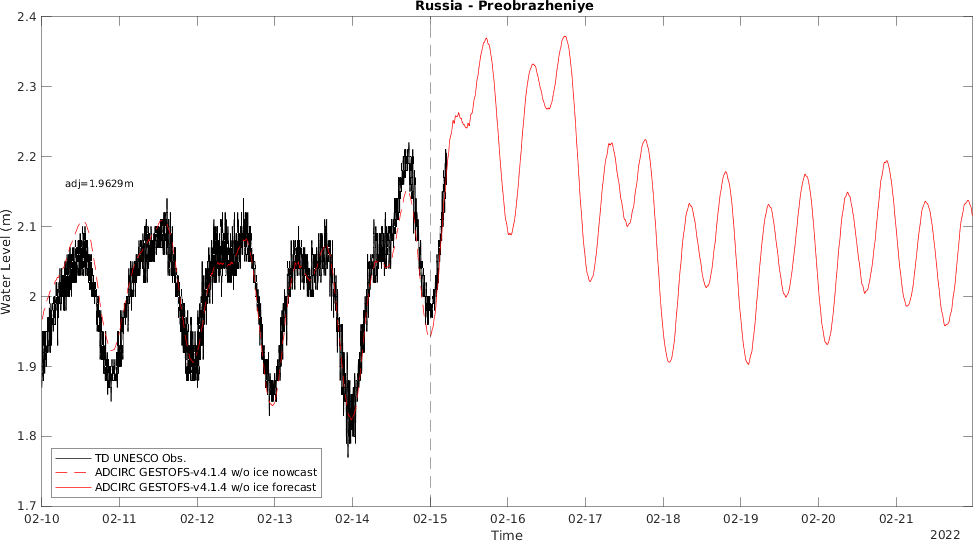 Russia - Preobrazheniye
2.4
2.3
2.2
2.1
2
1.9
1.8
1.7
Water Level (m)
adj=1.9629m
TD UNESCO Obs.
ADCIRC GESTOFS-v4.1.4 w/o ice nowcast
ADCIRC GESTOFS-v4.1.4 w/o ice forecast
02-10 02-11 02-12 02-13 02-14 02-15 02-16 02-17 02-18 02-19 02-20 02-21
Time
2022